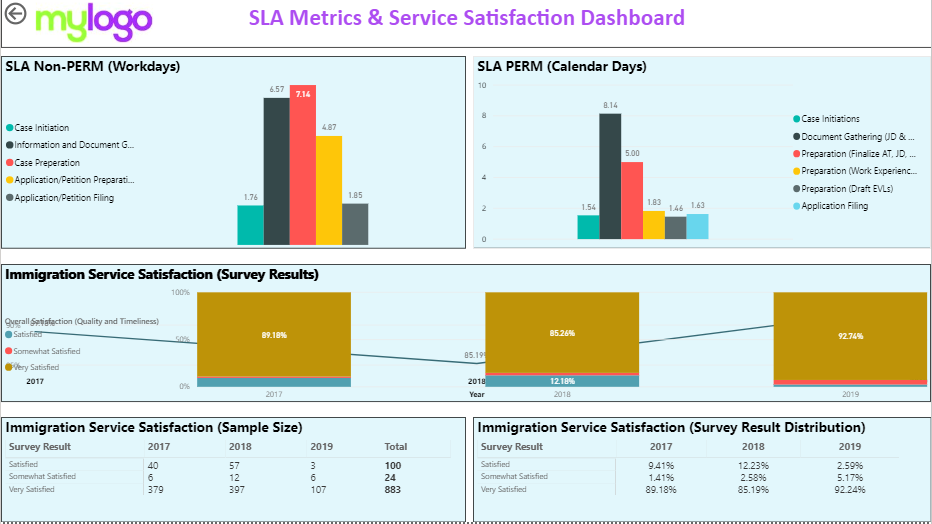 mylogo
SLA Metrics & Service Satisfaction Dashboard
SLA Non-PERM (Workdays)
Case Initiation
Information and Document G...
Case Preperation
Application/Petition Preparati...
Application/Petition Filing
1.76
6.57
7.14
4.87
1.85
SLA PERM (Calendar Days)
10
8
6
4
2
0
1.54
8.14
5.00
1.83
1.46
1.63
Case Initiations
Document Gathering (JD & ...
Preparation (Finalize AT, JD, ...
Preparation (Work Experienc...
Preparation (Draft EVLs)
Application Filing
Immigration Service Satisfaction (Survey Results)
100%
50%
0%
Overall Satisfaction (Quality and Timeliness)
Satisfied
Somewhat Satisfied
Very Satisfied
89.18%
85.19%
85.26%
12.18%
92.74%
2017
2018
Year
2017
2018
2019
Immigration Service Satisfaction (Sample Size)
Survey Result 2017 2018 2019 Total
Satisfied 40 57 3 100
Somewhat Satisfied 6 12 6 24
Very Satisfied 379 397 107 883
Immigration Service Satisfaction (Survey Result Distribution)
Survey Result 2017 2018 2019
Satisfied 9.41% 12.23% 2.59%
Somewhat Satisfied 1.41% 2.58% 5.17%
Very Satisfied 89.18% 85.19% 92.24%